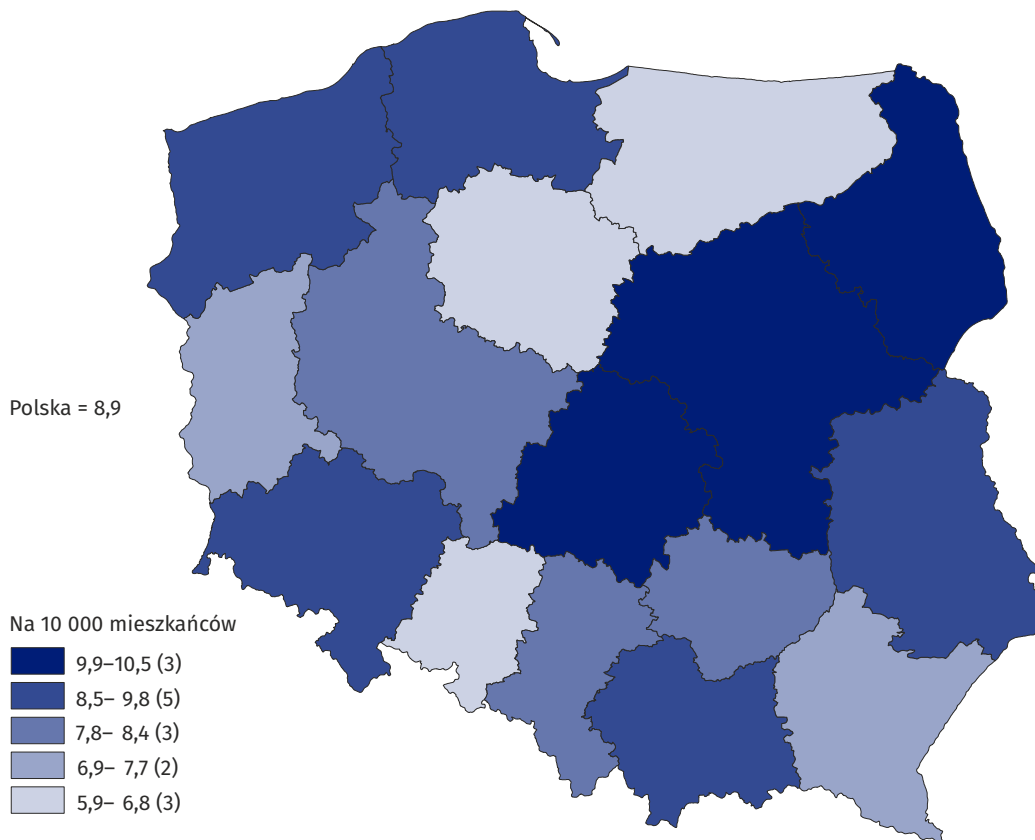 Polska = 8,9
Na 10 000 mieszkańców
9,9–10,5 (3)
8,5– 9,8 (5)
7,8– 8,4 (3)
6,9– 7,7 (2)
5,9– 6,8 (3)